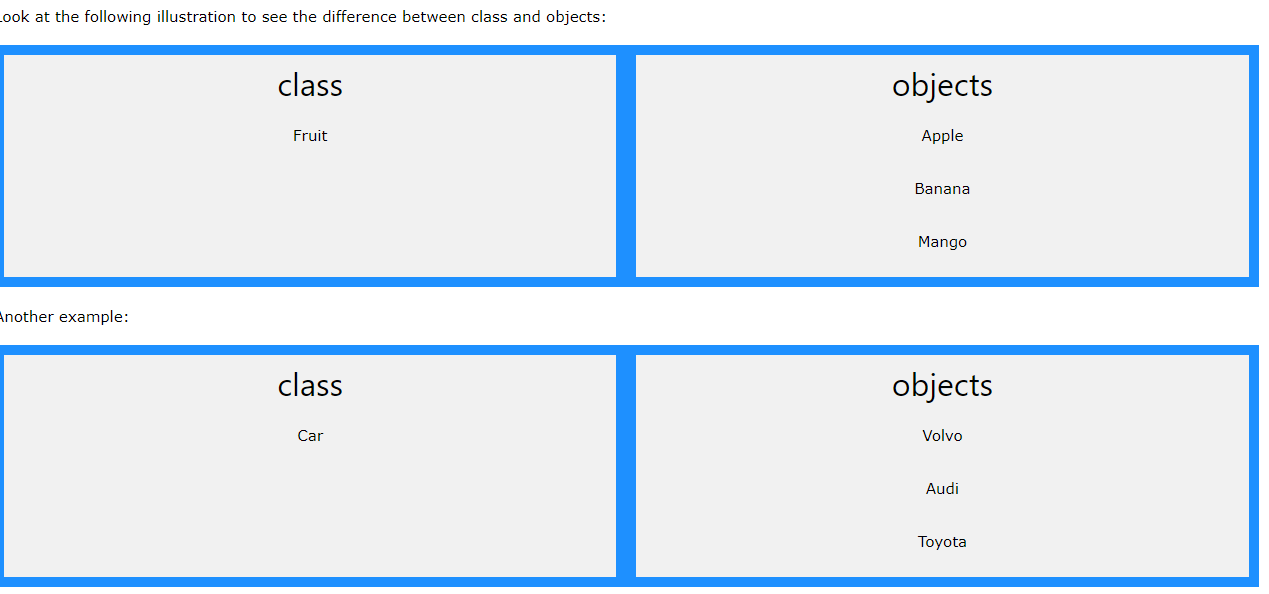 Look at the following illustration to see the difference between class and objects:
class
Fruit
objects
Apple
Banana
Mango
Another example:
class
Car
objects
Volvo
Audi
Toyota